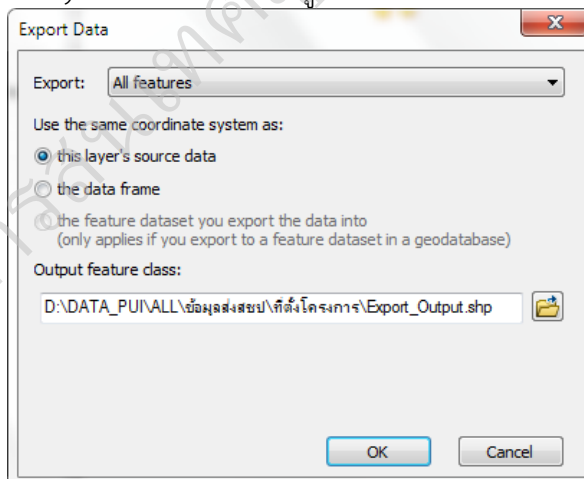 Export Data
Export: All features
Use the same coordinate system as:
this layer's source data
the data frame
the feature dataset you export the data into
(only applies if you export to a feature dataset in a geodatabase)
Output feature class:
D:\DATA_PUI\ALL\ข้อมูลส่งสชป\ที่ตั้งโครงการ\Export_Output.shp
OK Cancel